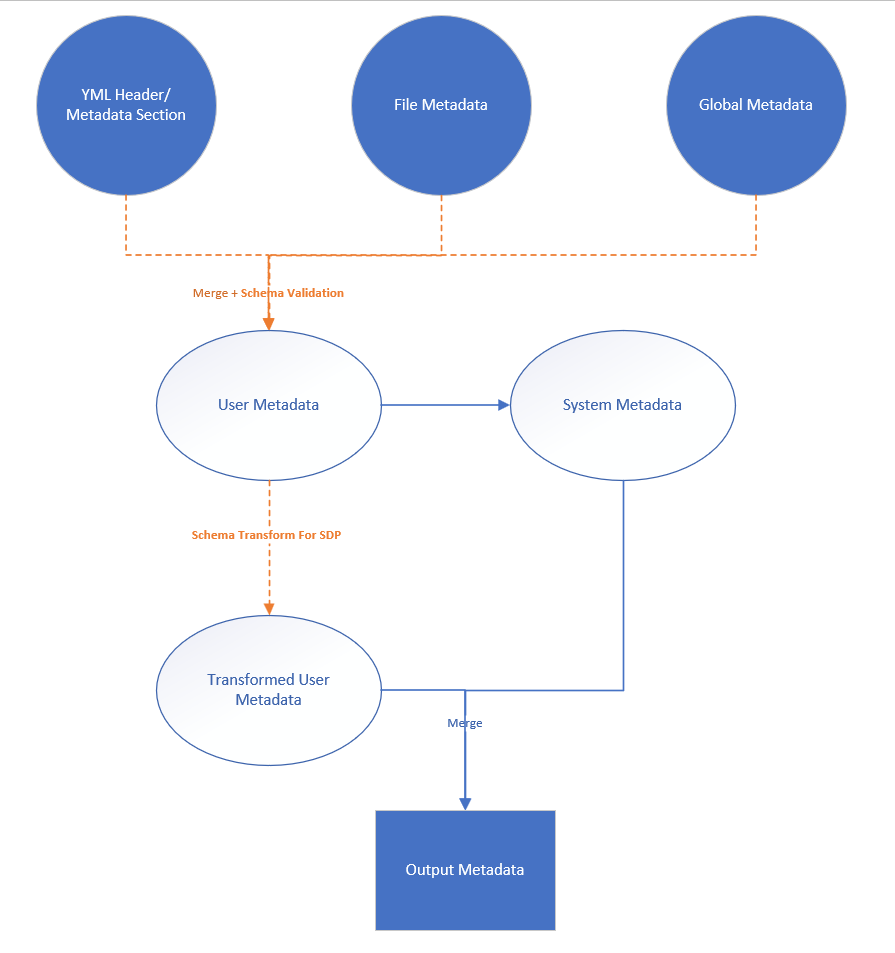 YML Header/
Metadata Section
File Metadata
Global Metadata
Merge + Schema Validation
User Metadata
System Metadata
Schema Transform For SDP
Transformed User
Metadata
Merge
Output Metadata